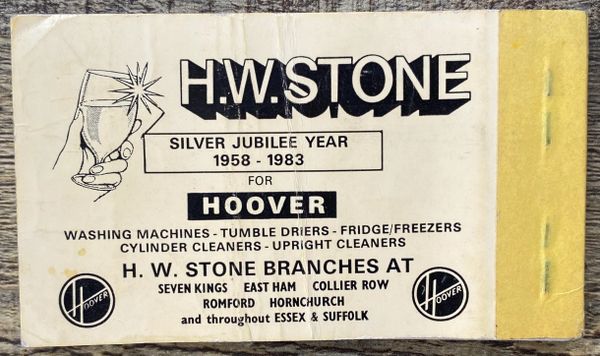 H.W.STONE
SILVER JUBILEE YEAR
1958 - 1983
FOR
HOOVER
WASHING MACHINES - TUMBLE DRIERS - FRIDGE/FREEZERS
CYLINDER CLEANERS - UPRIGHT CLEANERS
H. W. STONE BRANCHES AT
SEVEN KINGS EAST HAM COLLIER ROW
ROMFORD HORNCHURCH
and throughout ESSEX & SUFFOLK
HOOVER
HOOVER